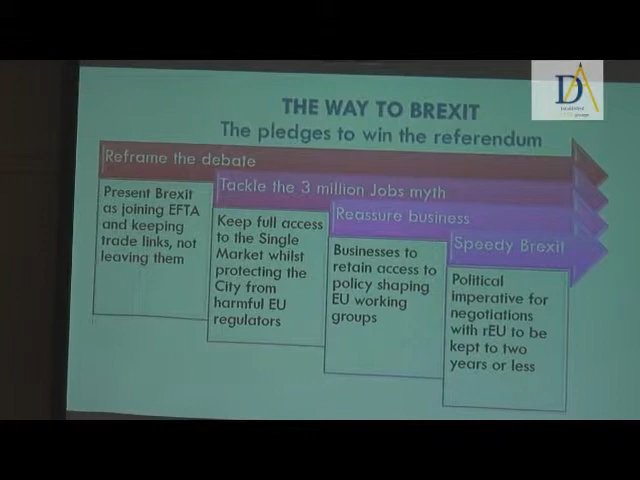 DA
THE WAY TO BREXIT
The pledges to win the referendum
Reframe the debate
Present Brexit
as joining EFTA
and keeping
trade links, not
leaving them
Tackle the 3 million Jobs myth
Keep full access
to the Single
Market whilst
protecting the
City from
harmful EU
regulators
Reassure business
Businesses to
retain access to
policy shaping
EU working
groups
Speedy Brexit
Political
imperative for
negotiations
with rEU to be
kept to two
years or less